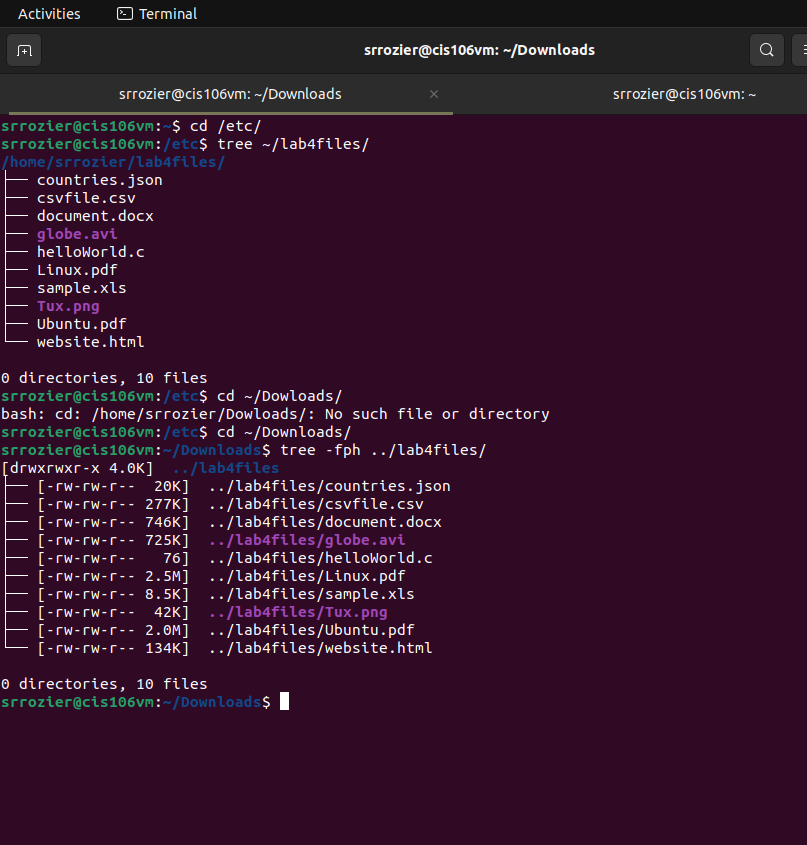 Activities Terminal
srrozier@cis106vm: ~/Downloads
srrozier@cis106vm: ~/Downloads × srrozier@cis106vm: ~
srrozier@cis106vm:~$ cd /etc/
srrozier@cis106vm:/etc$ tree ~/lab4files/
/home/srrozier/lab4files/
├── countries.json
├── csvfile.csv
├── document.docx
├── globe.avi
├── helloWorld.c
├── Linux.pdf
├── sample.xls
├── Tux.png
├── Ubuntu.pdf
└── website.html
0 directories, 10 files
srrozier@cis106vm:/etc$ cd ~/Dowloads/
bash: cd: /home/srrozier/Dowloads/: No such file or directory
srrozier@cis106vm:/etc$ cd ~/Downloads/
srrozier@cis106vm:~/Downloads$ tree -fph ../lab4files/
[drwxrwxr-x 4.0K]  ../lab4files
├── [-rw-rw-r--  20K]  ../lab4files/countries.json
├── [-rw-rw-r-- 277K]  ../lab4files/csvfile.csv
├── [-rw-rw-r-- 746K]  ../lab4files/document.docx
├── [-rw-rw-r-- 725K]  ../lab4files/globe.avi
├── [-rw-rw-r--   76]  ../lab4files/helloWorld.c
├── [-rw-rw-r-- 2.5M]  ../lab4files/Linux.pdf
├── [-rw-rw-r-- 8.5K]  ../lab4files/sample.xls
├── [-rw-rw-r--  42K]  ../lab4files/Tux.png
├── [-rw-rw-r-- 2.0M]  ../lab4files/Ubuntu.pdf
└── [-rw-rw-r-- 134K]  ../lab4files/website.html
0 directories, 10 files
srrozier@cis106vm:~/Downloads$